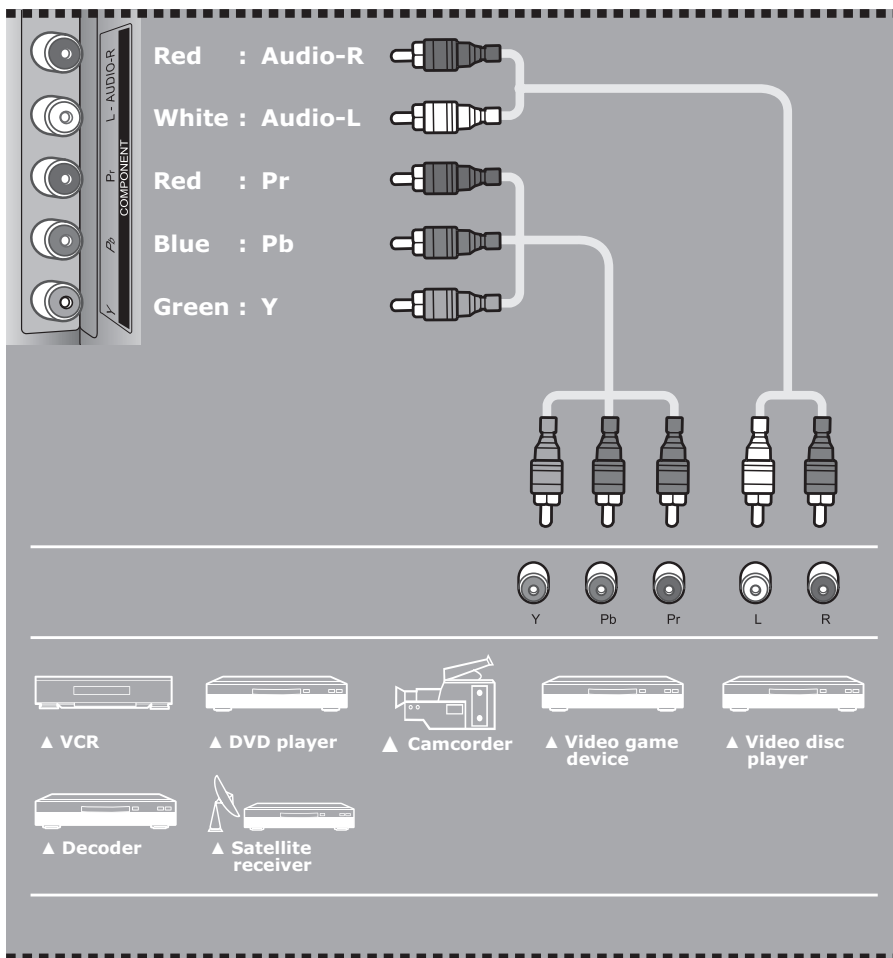 L - AUDIO-R
Pr
COMPONENT
Pb
Y
Red : Audio-R
White : Audio-L
Red : Pr
Blue : Pb
Green : Y
Y Pb Pr L R
▲ VCR
▲ DVD player
▲ Camcorder
▲ Video game
device
▲ Video disc
player
▲ Decoder
▲ Satellite
receiver